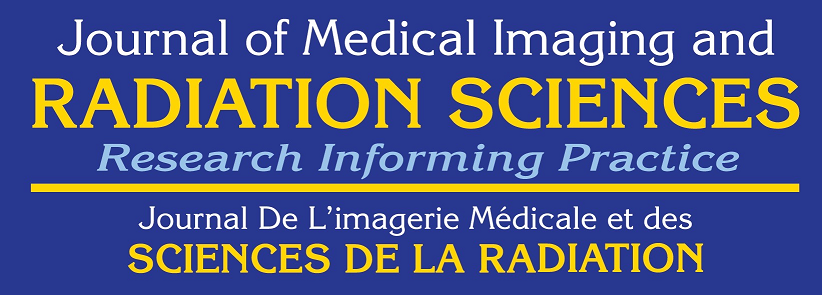 Journal of Medical Imaging and
RADIATION SCIENCES
Research Informing Practice
Journal De L’imagerie Médicale et des
SCIENCES DE LA RADIATION